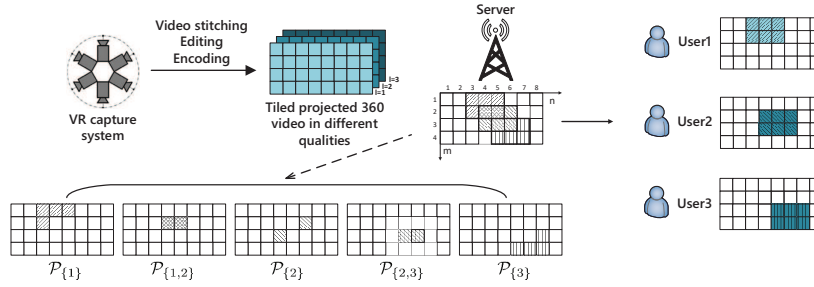 Video stitching
Editing
Encoding
VR capture
system
l=3
l=2
l=1
Tiled projected 360
video in different
qualities
Server
1 2 3 4 5 6 7 8
n
1
2
3
4
m
User1
User2
User3
𝒫{1}
𝒫{1,2}
𝒫{2}
𝒫{2,3}
𝒫{3}